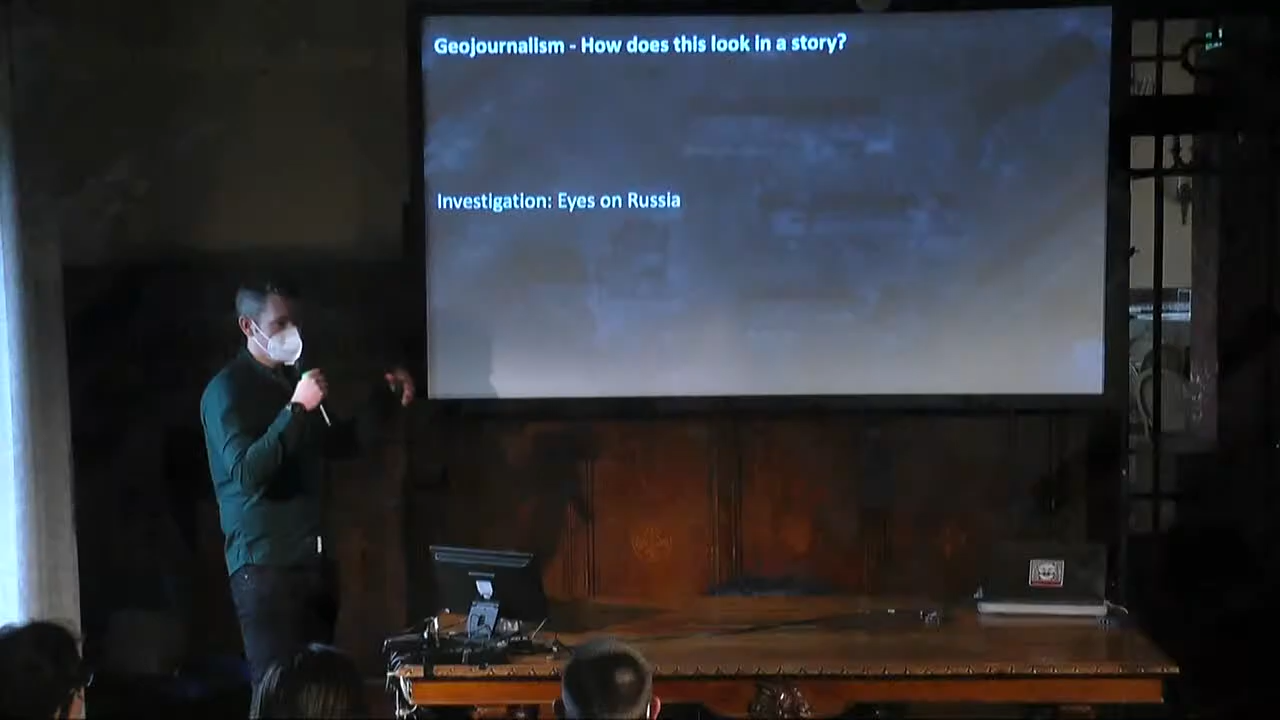 Geojournalism - How does this look in a story?
Investigation: Eyes on Russia